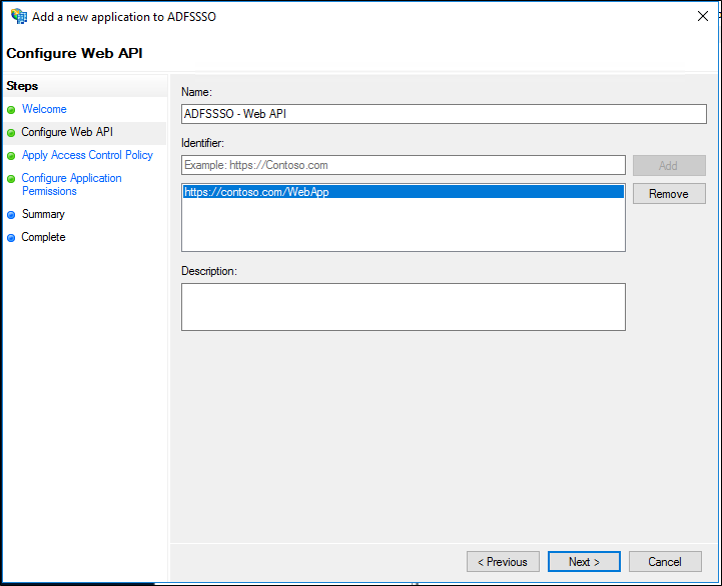 Add a new application to ADFSSSO
Configure Web API
Steps
Welcome
Configure Web API
Apply Access Control Policy
Configure Application
Permissions
Summary
Complete
Name:
ADFSSSO - Web API
Identifier:
Example: https://Contoso.com
Add
https://contoso.com/WebApp
Remove
Description:
< Previous
Next >
Cancel